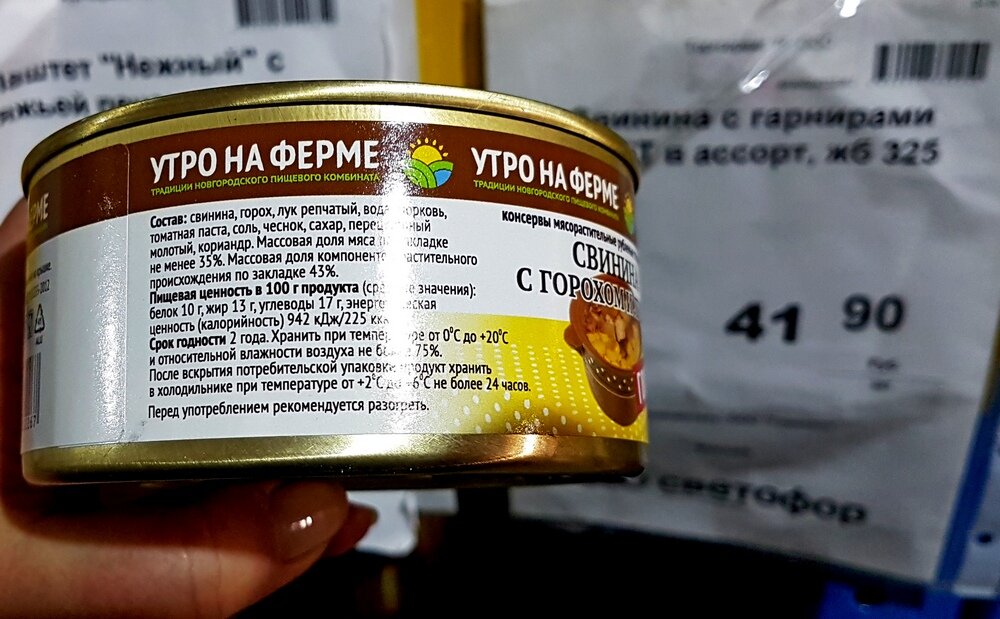 "Нежный" с
Свинина с гарнирами
в ассорт. жб 325
41 90
светофор
УТРО НА ФЕРМЕ
ТРАДИЦИИ НОВГОРОДСКОГО ПИЩЕВОГО КОМБИНАТА
Состав: свинина, горох, лук репчатый, вода, морковь,
томатная паста, соль, чеснок, сахар, перец
молотый, кориандр. Массовая доля мяса по закладке
не менее 35%. Массовая доля компонентов растительного
происхождения по закладке 43%.
Пищевая ценность в 100 г продукта (средние значения):
белок 10 г, жир 13 г, углеводы 17 г, энергетическая
ценность (калорийность) 942 кДж/225 ккал
Срок годности 2 года. Хранить при температуре от 0°С до +20°С
и относительной влажности воздуха не более 75%.
После вскрытия потребительской упаковки продукт хранить
в холодильнике при температуре от +2°С до +6°С не более 24 часов.
Перед употреблением рекомендуется разогреть.
УТРО НА ФЕРМЕ
ТРАДИЦИИ НОВГОРОДСКОГО ПИЩЕВОГО КОМБИНАТА
консервы мясорастительные
СВИНИНА
С ГОРОХОМ